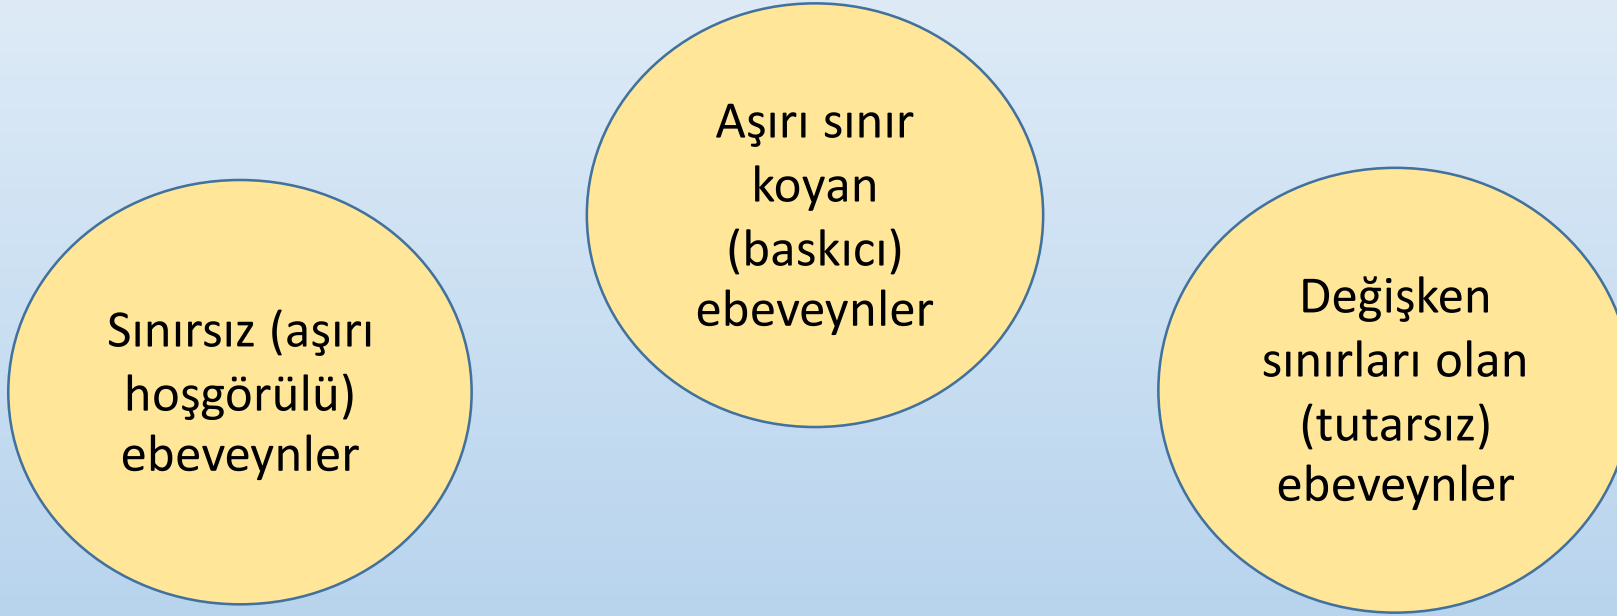 Sınırsız (aşırı
hoşgörülü)
ebeveynler
Aşırı sınır
koyan
(baskıcı)
ebeveynler
Değişken
sınırları olan
(tutarsız)
ebeveynler